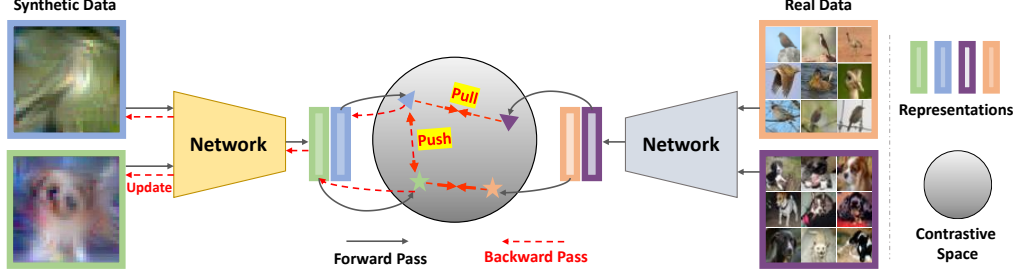 Synthetic Data
Real Data
Pull
Push
Network
Network
Update
Representations
Contrastive
Space
Forward Pass
Backward Pass